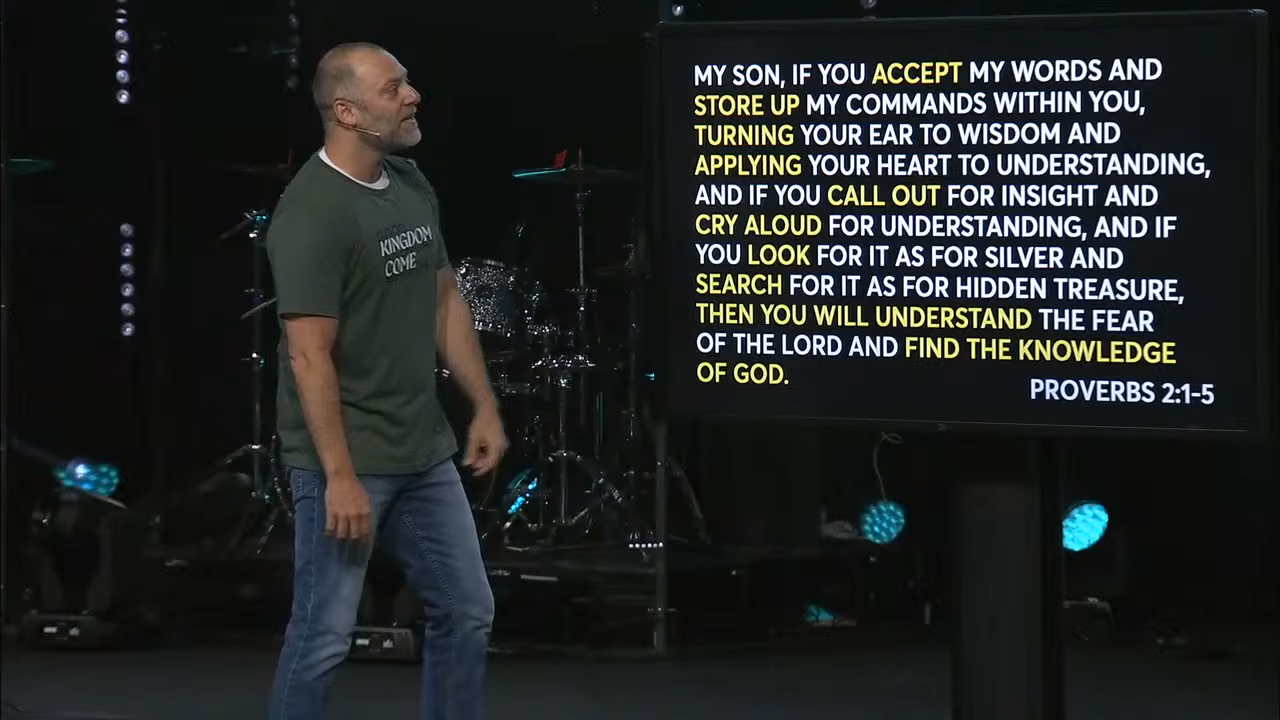 KINGDOM
COME
MY SON, IF YOU ACCEPT MY WORDS AND
STORE UP MY COMMANDS WITHIN YOU,
TURNING YOUR EAR TO WISDOM AND
APPLYING YOUR HEART TO UNDERSTANDING,
AND IF YOU CALL OUT FOR INSIGHT AND
CRY ALOUD FOR UNDERSTANDING, AND IF
YOU LOOK FOR IT AS FOR SILVER AND
SEARCH FOR IT AS FOR HIDDEN TREASURE,
THEN YOU WILL UNDERSTAND THE FEAR
OF THE LORD AND FIND THE KNOWLEDGE
OF GOD.
PROVERBS 2:1-5